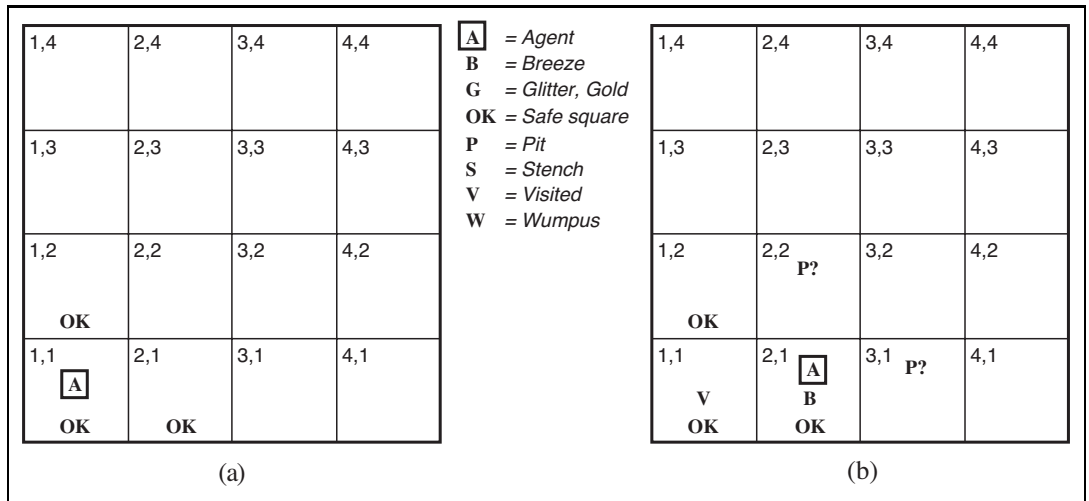 1,4 2,4 3,4 4,4
1,3 2,3 3,3 4,3
1,2 2,2 3,2 4,2
OK
1,1 2,1 3,1 4,1
A
OK OK
(a)
A = Agent
B = Breeze
G = Glitter, Gold
OK = Safe square
P = Pit
S = Stench
V = Visited
W = Wumpus
1,4 2,4 3,4 4,4
1,3 2,3 3,3 4,3
1,2 2,2 3,2 4,2
P?
OK
1,1 2,1 3,1 4,1
A P?
V B
OK OK
(b)